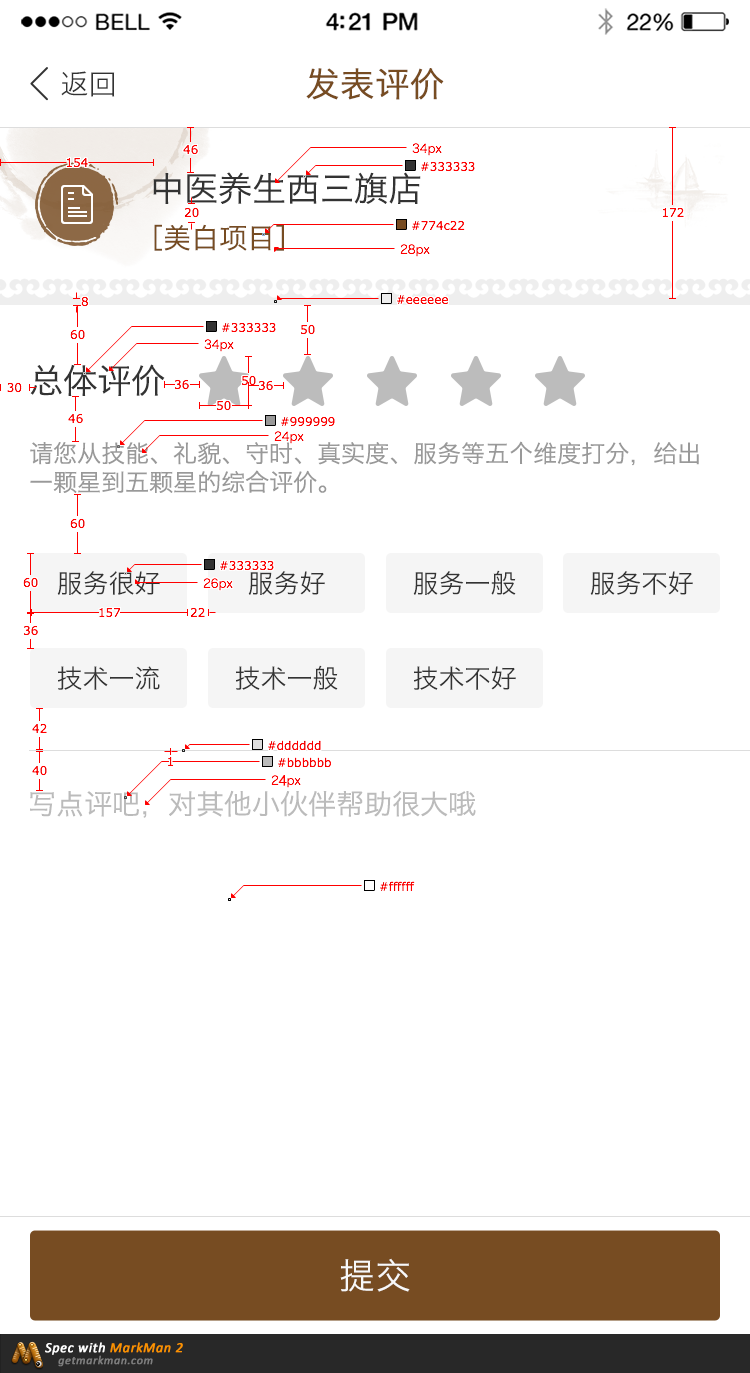 BELL 4:21 PM 22%
返回 发表评价
46 34px
154 #333333
中医养生西三旗店
20 172
#774c22
[美白项目]
28px
8 #eeeeee
60 #333333 50
34px
30 总体评价 36 50 36
50
46 #999999
24px
请您从技能、礼貌、守时、真实度、服务等五个维度打分，给出
一颗星到五颗星的综合评价。
60
#333333
60 服务很好 26px 服务好 服务一般 服务不好
157 22
36
技术一流 技术一般 技术不好
42
#dddddd
1 #bbbbbb
40 24px
写点评吧，对其他小伙伴帮助很大哦
#ffffff
提交
Spec with MarkMan 2
getmarkman.com